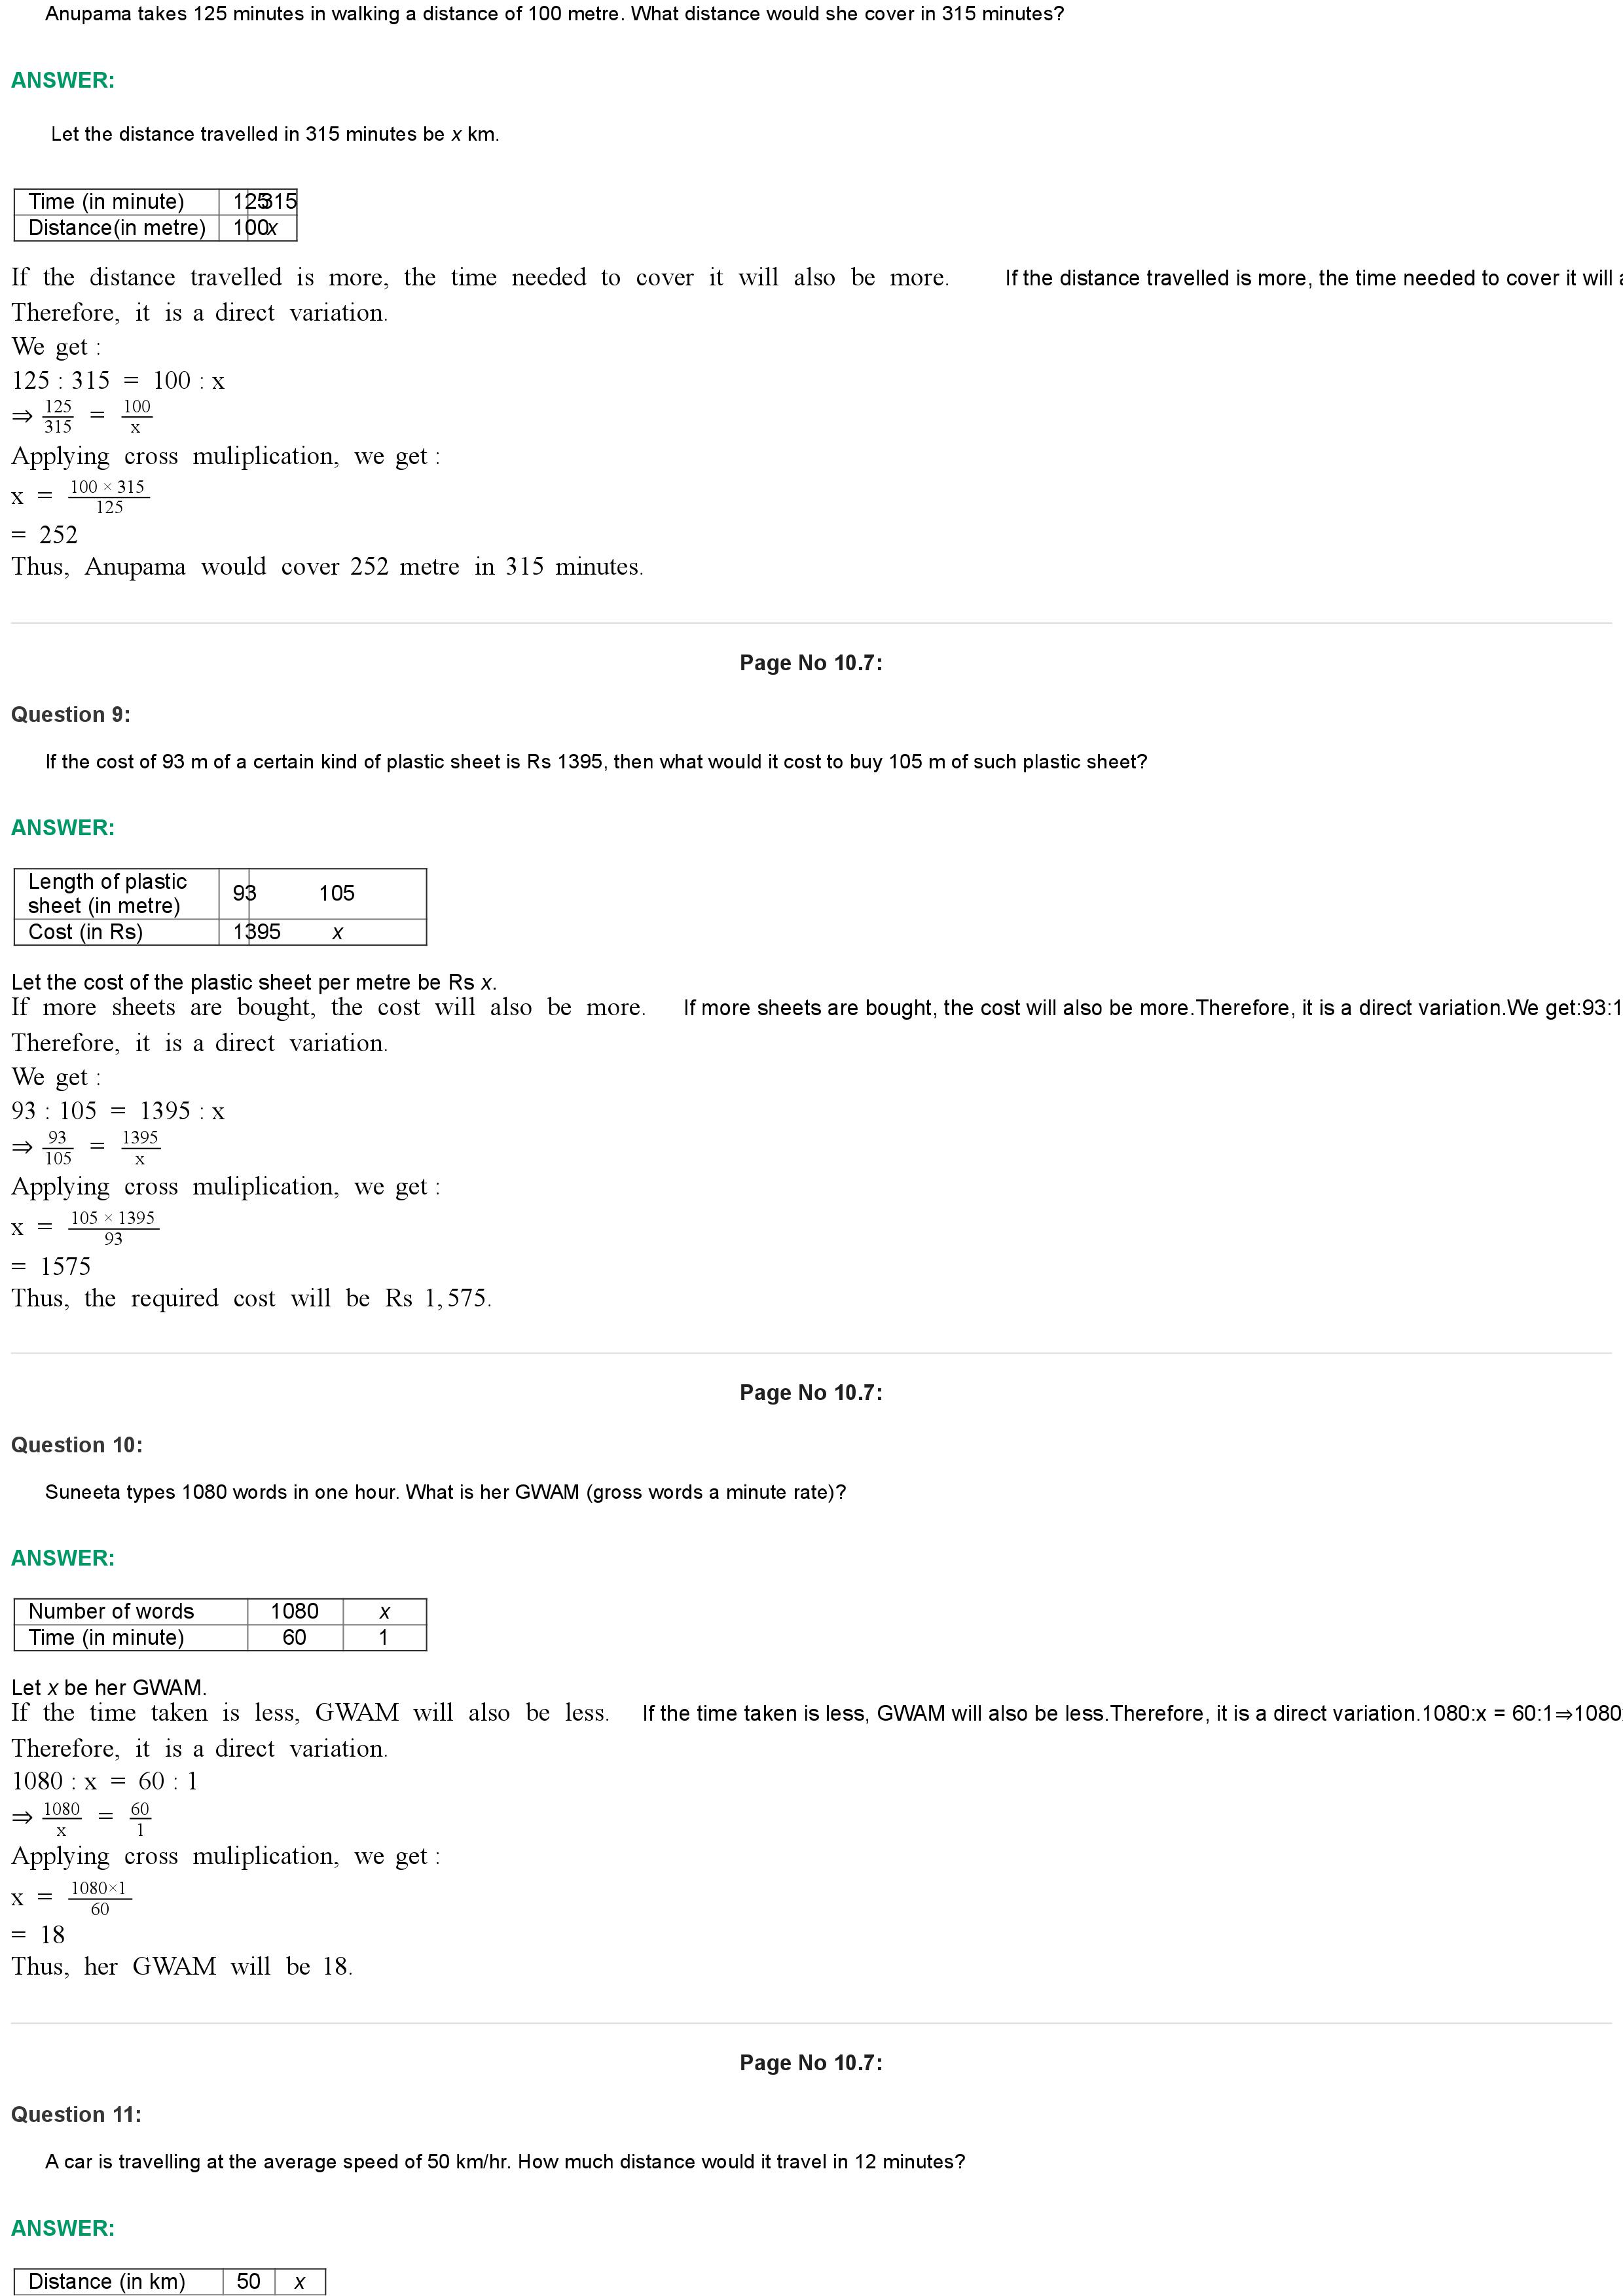 Anupama takes 125 minutes in walking a distance of 100 metre. What distance would she cover in 315 minutes?
ANSWER:
Let the distance travelled in 315 minutes be x km.
Time (in minute) 125 315
Distance(in metre) 100 x
If the distance travelled is more, the time needed to cover it will also be more. If the distance travelled is more, the time needed to cover it will a
Therefore, it is a direct variation.
We get :
125 : 315 = 100 : x
⇒ 125/315 = 100/x
Applying cross muliplication, we get :
x = 100 × 315/125
= 252
Thus, Anupama would cover 252 metre in 315 minutes.
Page No 10.7:
Question 9:
If the cost of 93 m of a certain kind of plastic sheet is Rs 1395, then what would it cost to buy 105 m of such plastic sheet?
ANSWER:
Length of plastic
sheet (in metre) 93 105
Cost (in Rs) 1395 x
Let the cost of the plastic sheet per metre be Rs x.
If more sheets are bought, the cost will also be more. If more sheets are bought, the cost will also be more.Therefore, it is a direct variation.We get:93:1
Therefore, it is a direct variation.
We get :
93 : 105 = 1395 : x
⇒ 93/105 = 1395/x
Applying cross muliplication, we get :
x = 105 × 1395/93
= 1575
Thus, the required cost will be Rs 1,575.
Page No 10.7:
Question 10:
Suneeta types 1080 words in one hour. What is her GWAM (gross words a minute rate)?
ANSWER:
Number of words 1080 x
Time (in minute) 60 1
Let x be her GWAM.
If the time taken is less, GWAM will also be less. If the time taken is less, GWAM will also be less.Therefore, it is a direct variation.1080:x = 60:1⇒1080
Therefore, it is a direct variation.
1080 : x = 60 : 1
⇒ 1080/x = 60/1
Applying cross muliplication, we get :
x = 1080×1/60
= 18
Thus, her GWAM will be 18.
Page No 10.7:
Question 11:
A car is travelling at the average speed of 50 km/hr. How much distance would it travel in 12 minutes?
ANSWER:
Distance (in km) 50 x